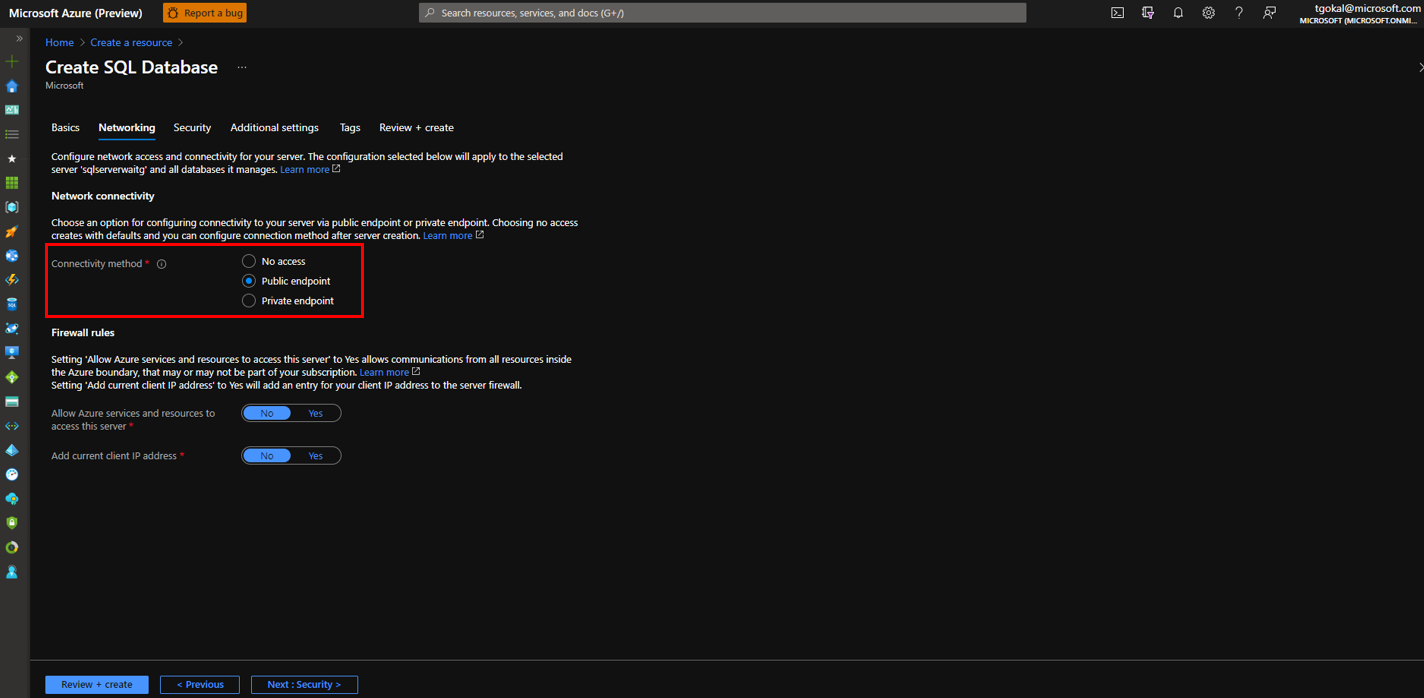 Microsoft Azure (Preview)
Report a bug
Search resources, services, and docs (G+/)
tgokal@microsoft.com
MICROSOFT (MICROSOFT.ONMI...
Home > Create a resource >
Create SQL Database ...
Microsoft
Basics Networking Security Additional settings Tags Review + create
Configure network access and connectivity for your server. The configuration selected below will apply to the selected
server 'sqlserverwaitg' and all databases it manages. Learn more
Network connectivity
Choose an option for configuring connectivity to your server via public endpoint or private endpoint. Choosing no access
creates with defaults and you can configure connection method after server creation. Learn more
Connectivity method *
No access
Public endpoint
Private endpoint
Firewall rules
Setting 'Allow Azure services and resources to access this server' to Yes allows communications from all resources inside
the Azure boundary, that may or may not be part of your subscription. Learn more
Setting 'Add current client IP address' to Yes will add an entry for your client IP address to the server firewall.
Allow Azure services and resources to
access this server *
No Yes
Add current client IP address *
No Yes
Review + create
< Previous
Next : Security >